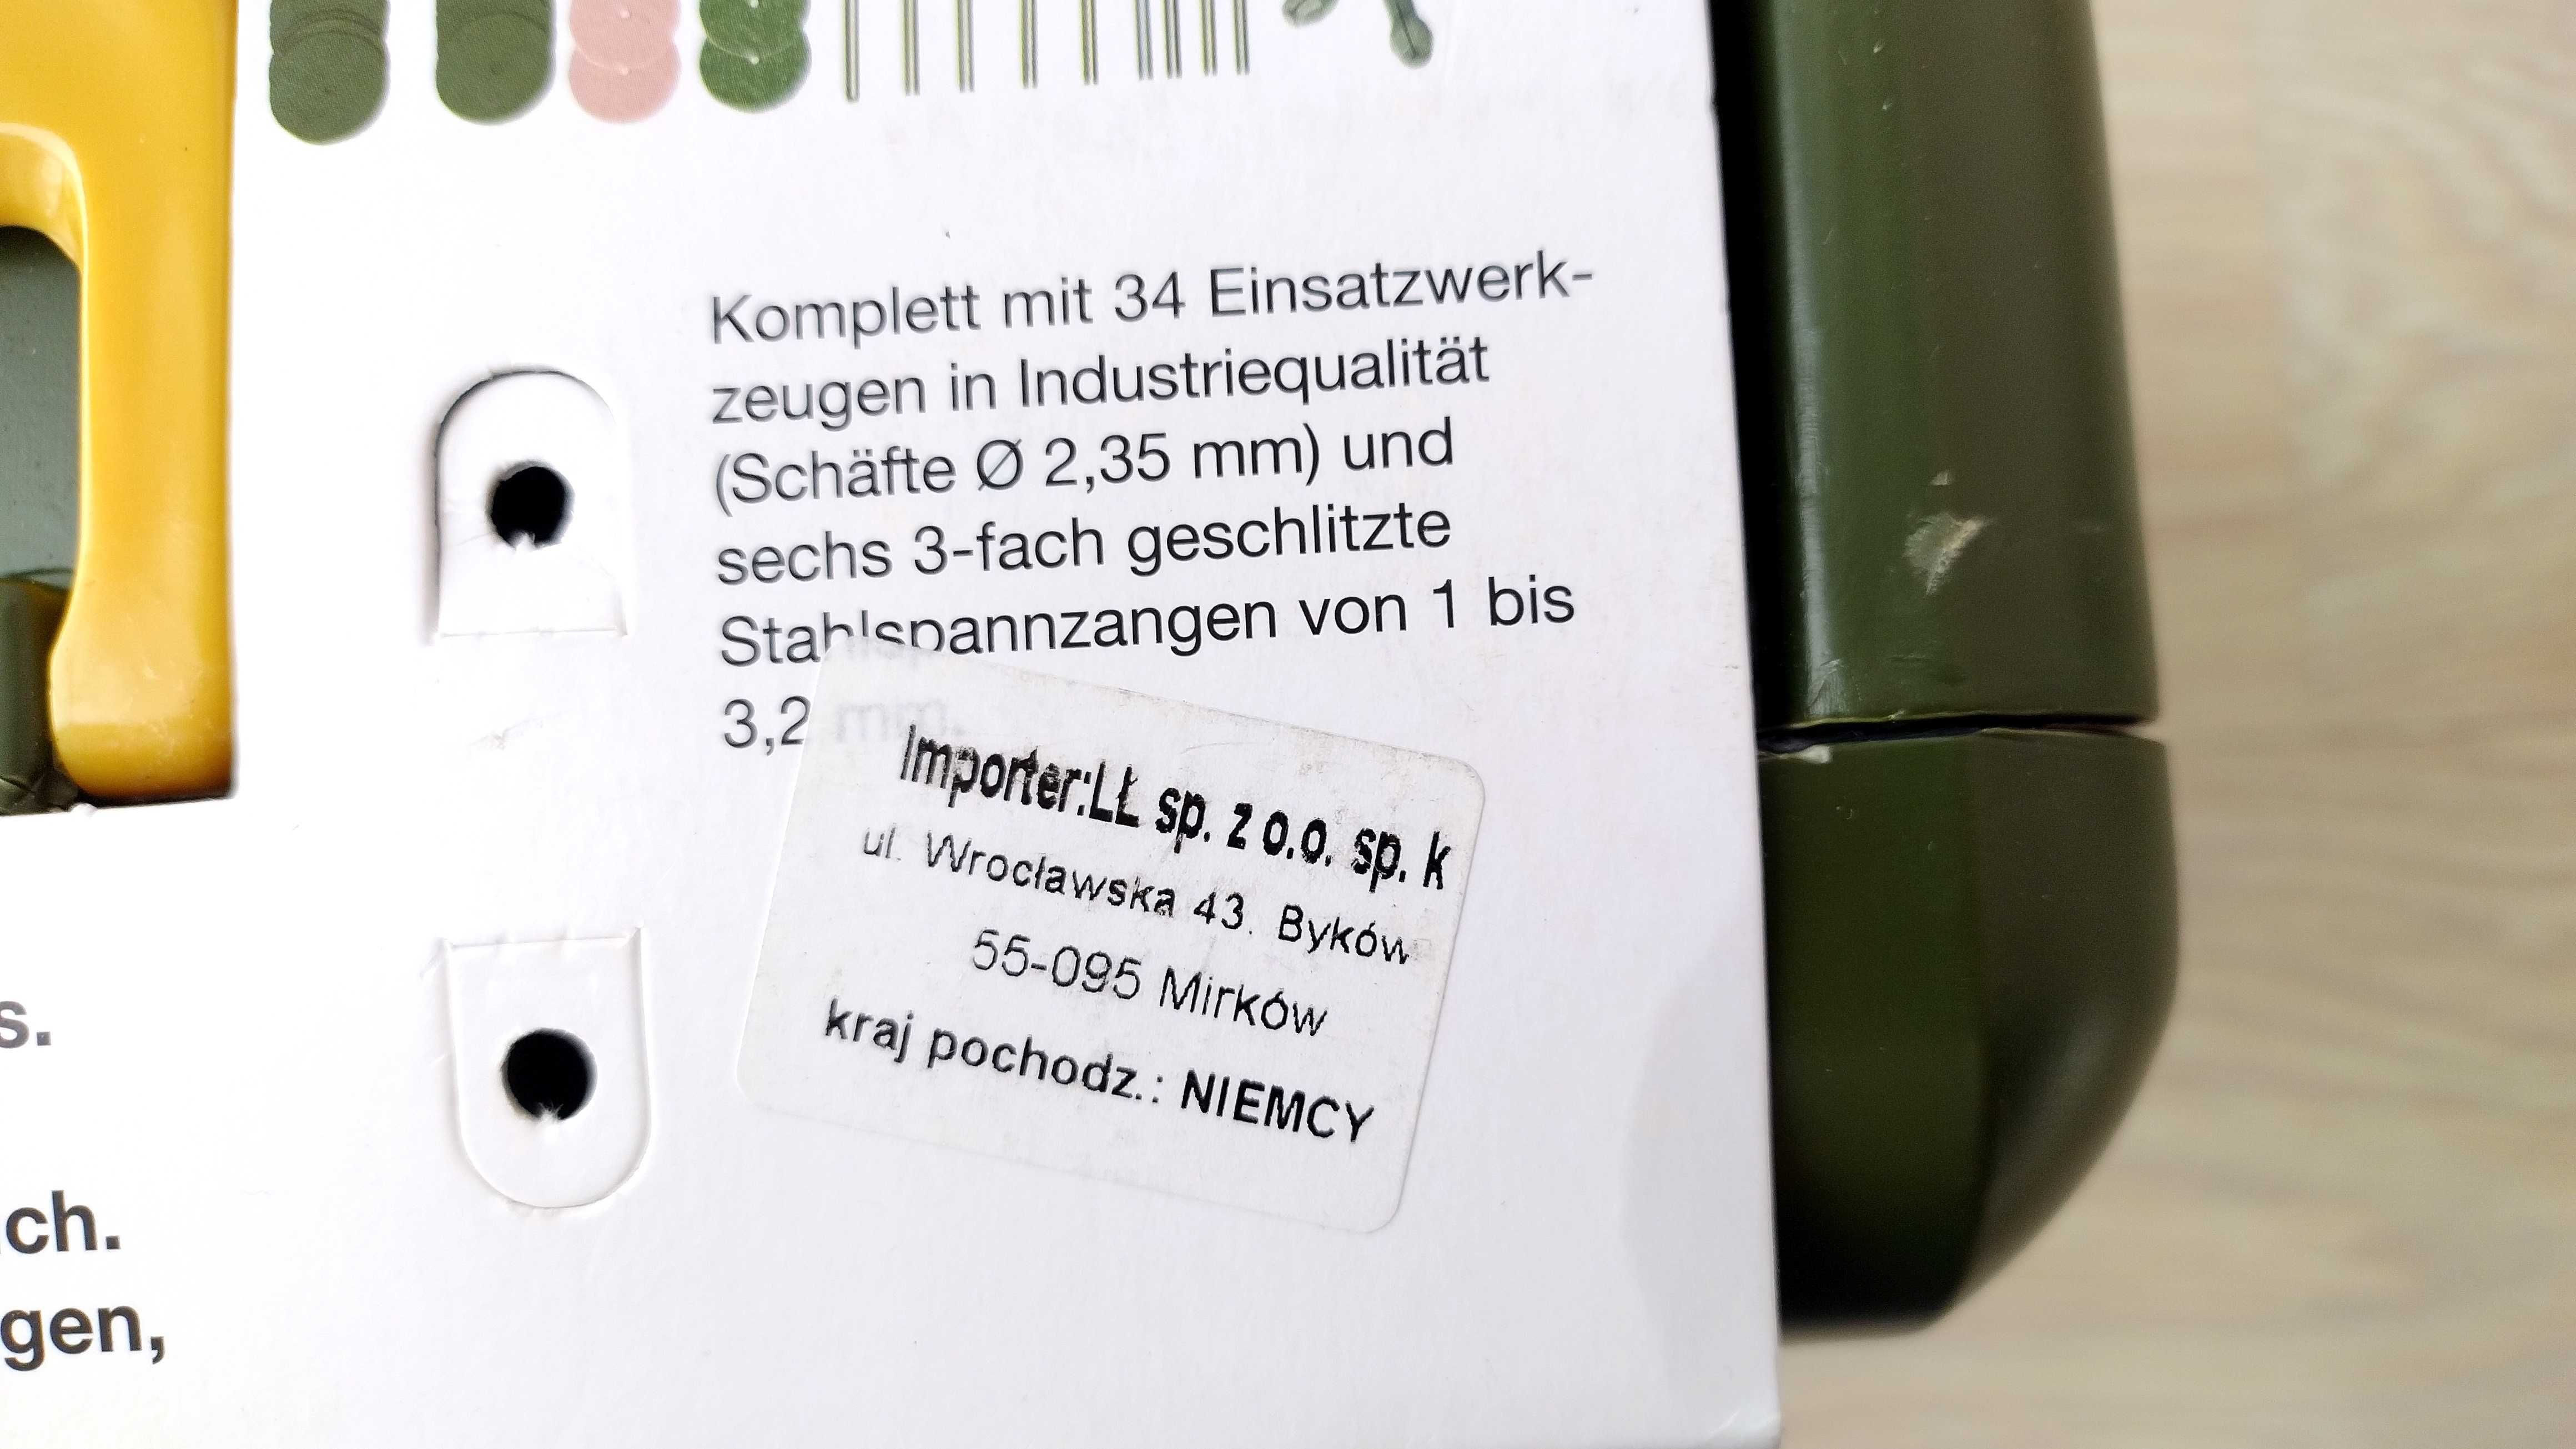 Komplett mit 34 Einsatzwerk-
zeugen in Industriequalität
(Schäfte Ø 2,35 mm) und
sechs 3-fach geschlitzte
Stahlspannzangen von 1 bis
3,2 mm.
Importer:LŁ sp. z o.o. sp. k
ul. Wrocławska 43. Byków
55-095 Mirków
kraj pochodz.: NIEMCY
s.
ch.
gen,